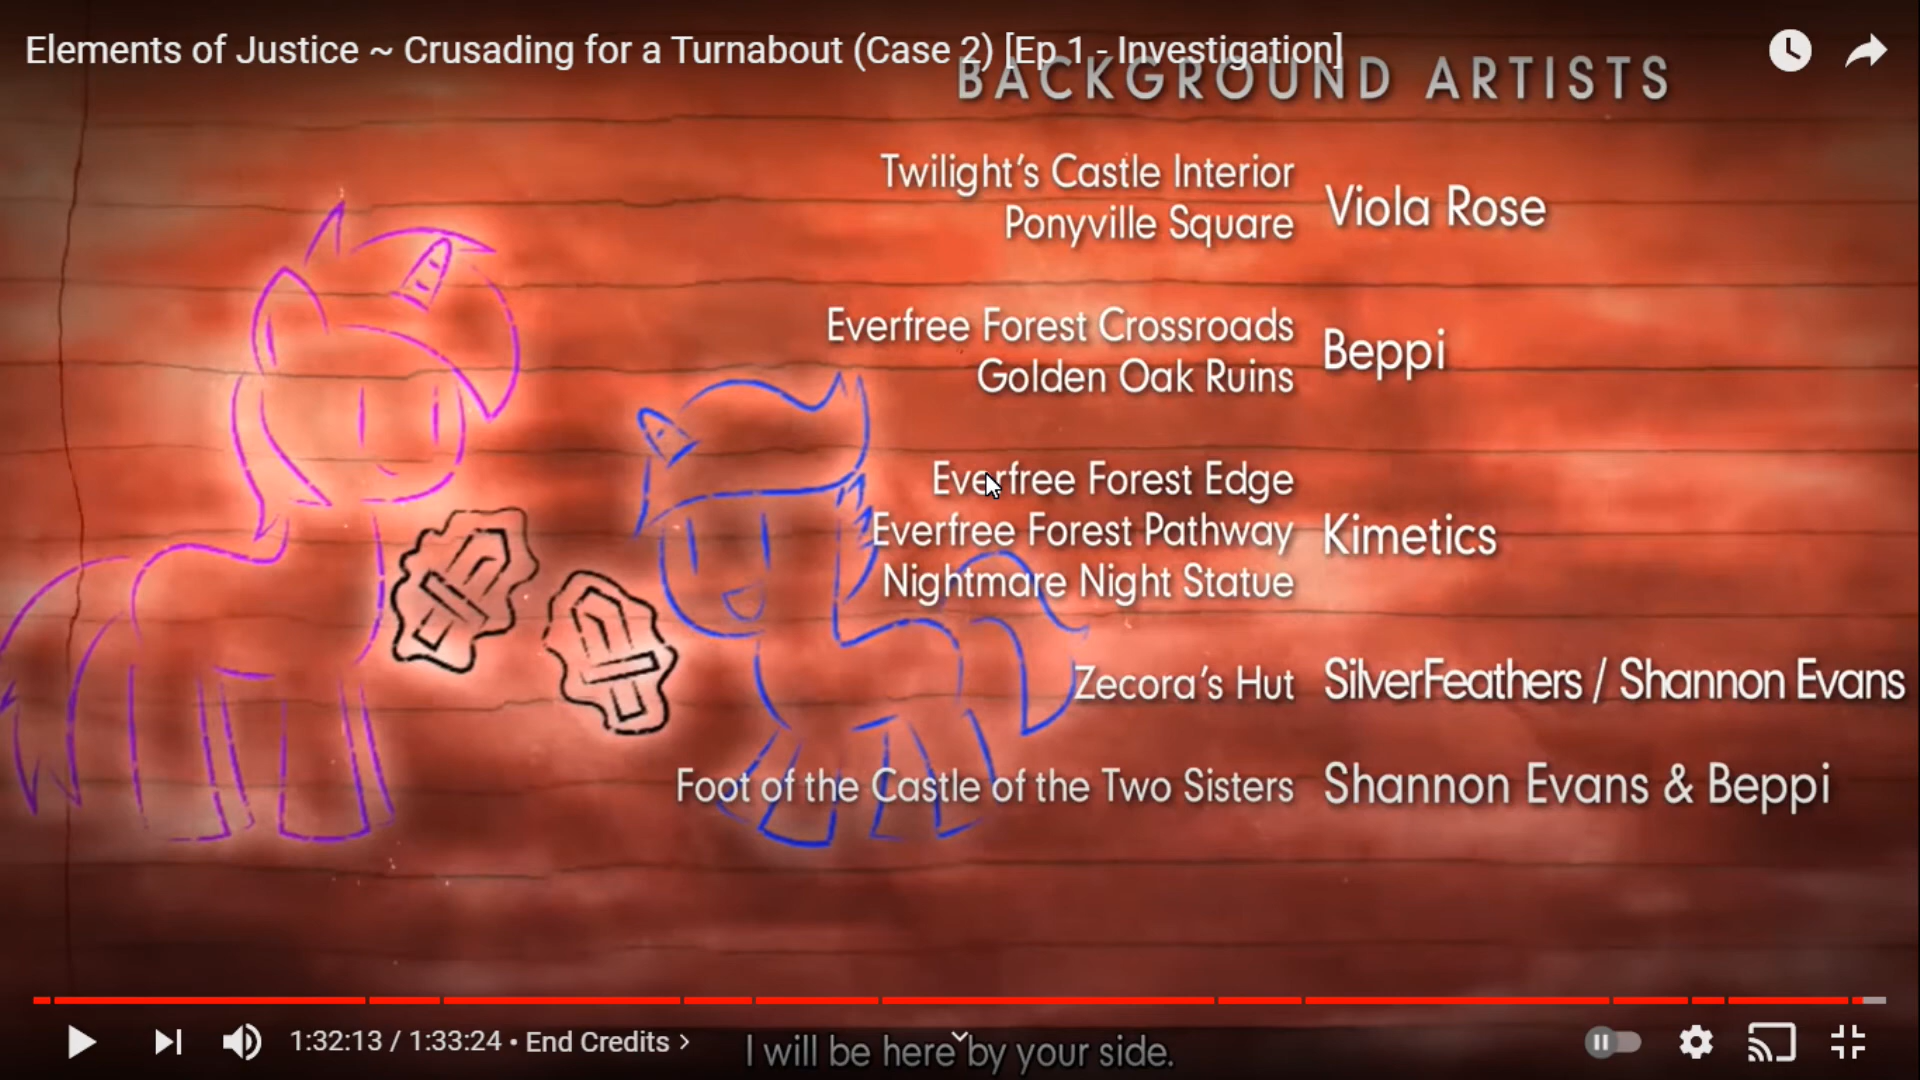 Elements of Justice ~ Crusading for a Turnabout (Case 2) [Ep 1 - Investigation]
BACKGROUND ARTISTS
Twilight's Castle Interior
Ponyville Square
Viola Rose
Everfree Forest Crossroads
Golden Oak Ruins
Beppi
Everfree Forest Edge
Everfree Forest Pathway
Nightmare Night Statue
Kimetics
Zecora's Hut SilverFeathers / Shannon Evans
Foot of the Castle of the Two Sisters Shannon Evans & Beppi
1:32:13 / 1:33:24 • End Credits >
I will be here by your side.